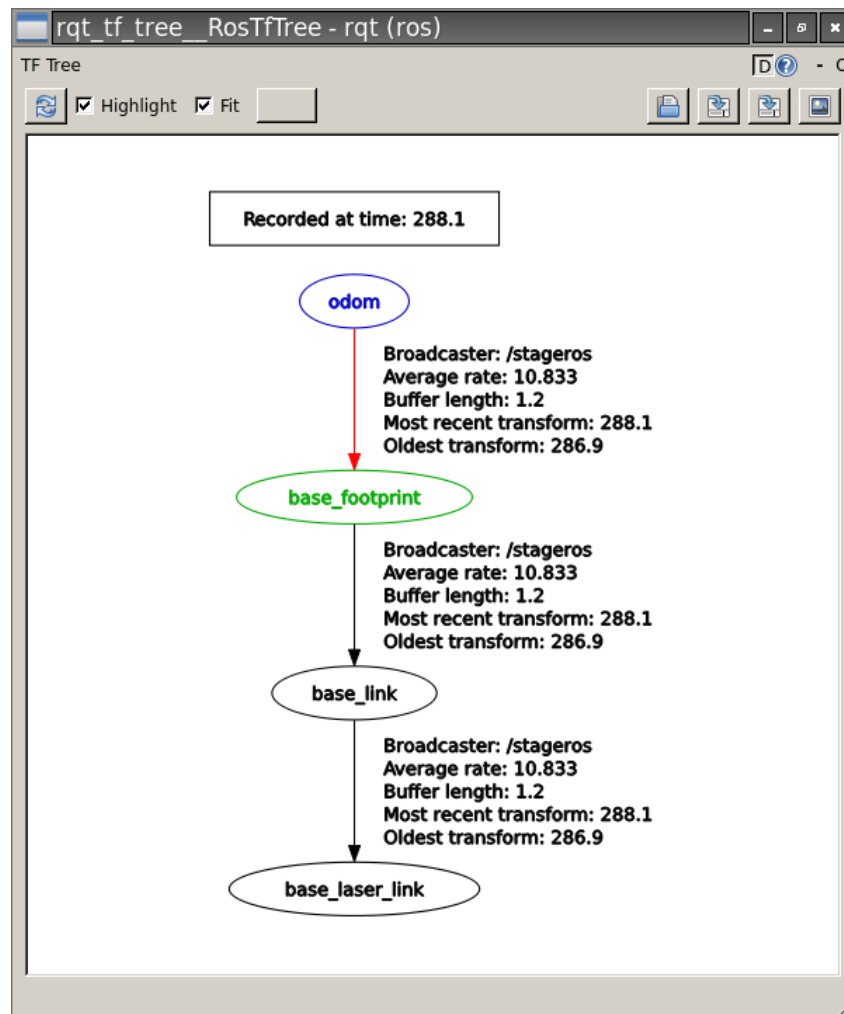 rqt_tf_tree__RosTfTree - rqt (ros)
TF Tree
D ? - O
Highlight Fit
Recorded at time: 288.1
odom
Broadcaster: /stageros
Average rate: 10.833
Buffer length: 1.2
Most recent transform: 288.1
Oldest transform: 286.9
base_footprint
Broadcaster: /stageros
Average rate: 10.833
Buffer length: 1.2
Most recent transform: 288.1
Oldest transform: 286.9
base_link
Broadcaster: /stageros
Average rate: 10.833
Buffer length: 1.2
Most recent transform: 288.1
Oldest transform: 286.9
base_laser_link